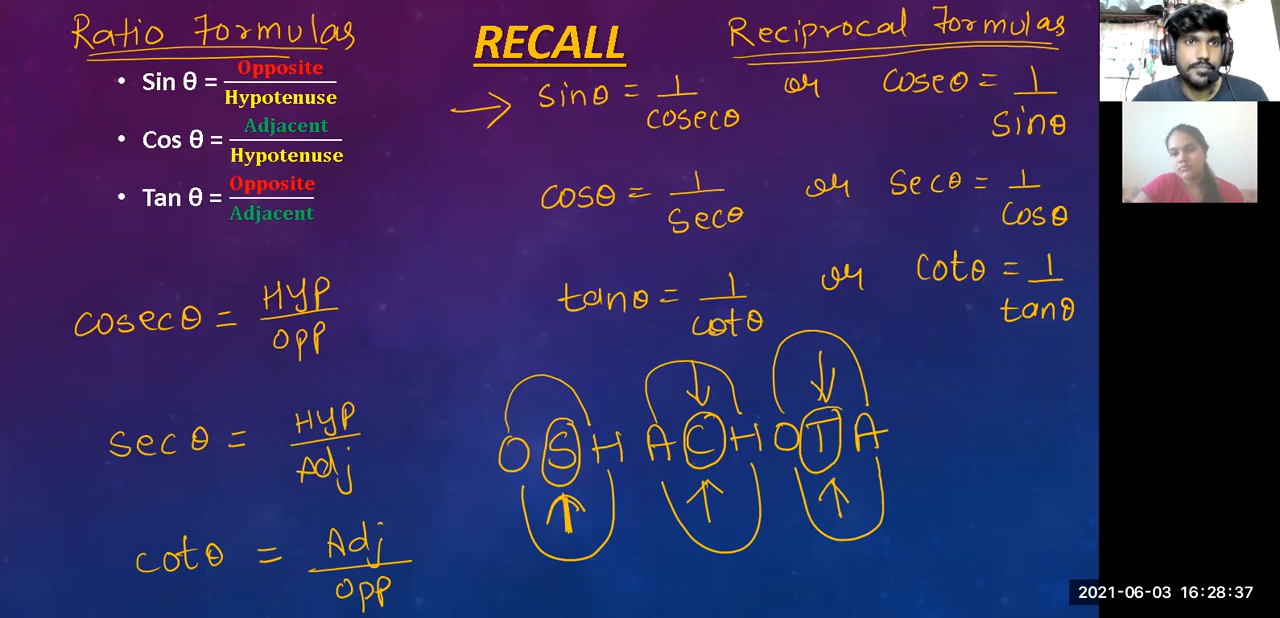 Ratio Formulas
RECALL
Reciprocal Formulas
• Sin θ = Opposite/Hypotenuse
• Cos θ = Adjacent/Hypotenuse
• Tan θ = Opposite/Adjacent
cosecθ = HYP/OPP
secθ = HYP/Adj
cotθ = Adj/OPP
→ sinθ = 1/cosecθ or cosecθ = 1/sinθ
cosθ = 1/secθ or secθ = 1/cosθ
tanθ = 1/cotθ or cotθ = 1/tanθ
O S H A C H O T A
2021-06-03 16:28:37